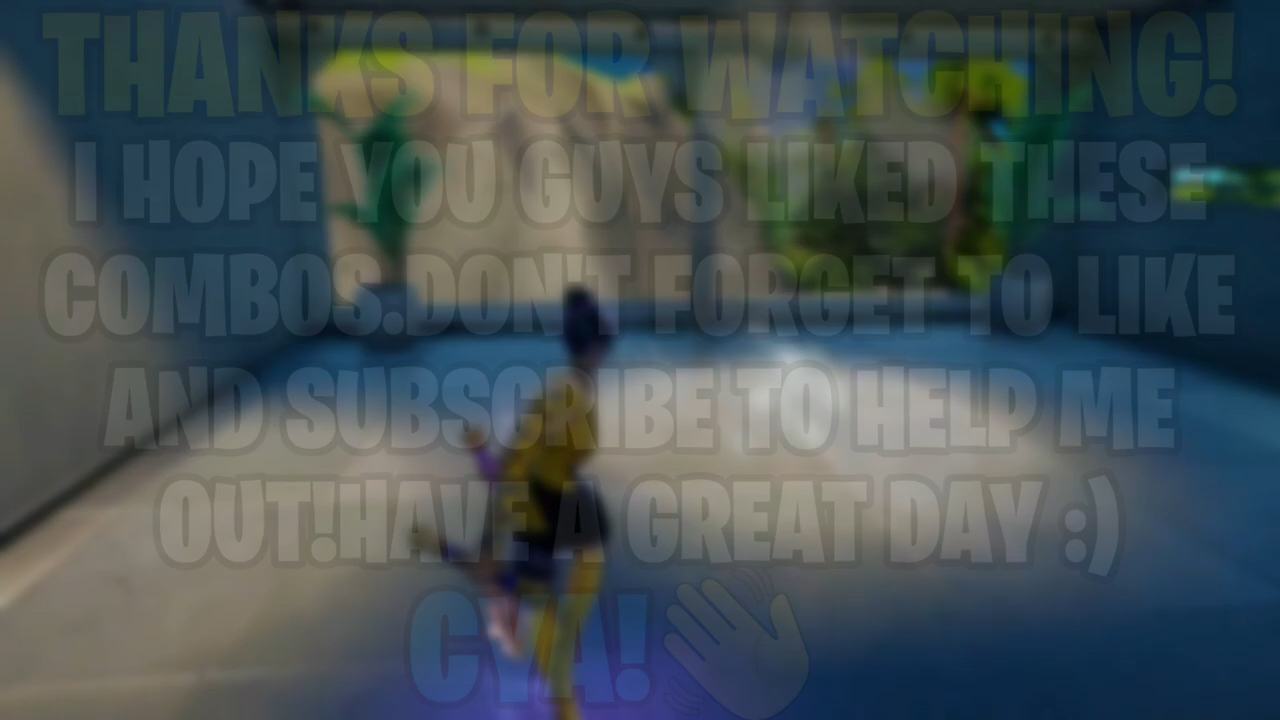 THANKS FOR WATCHING!
I HOPE YOU GUYS LIKED THESE
COMBOS.DON'T FORGET TO LIKE
AND SUBSCRIBE TO HELP ME
OUT!HAVE A GREAT DAY :)
CYA!👋